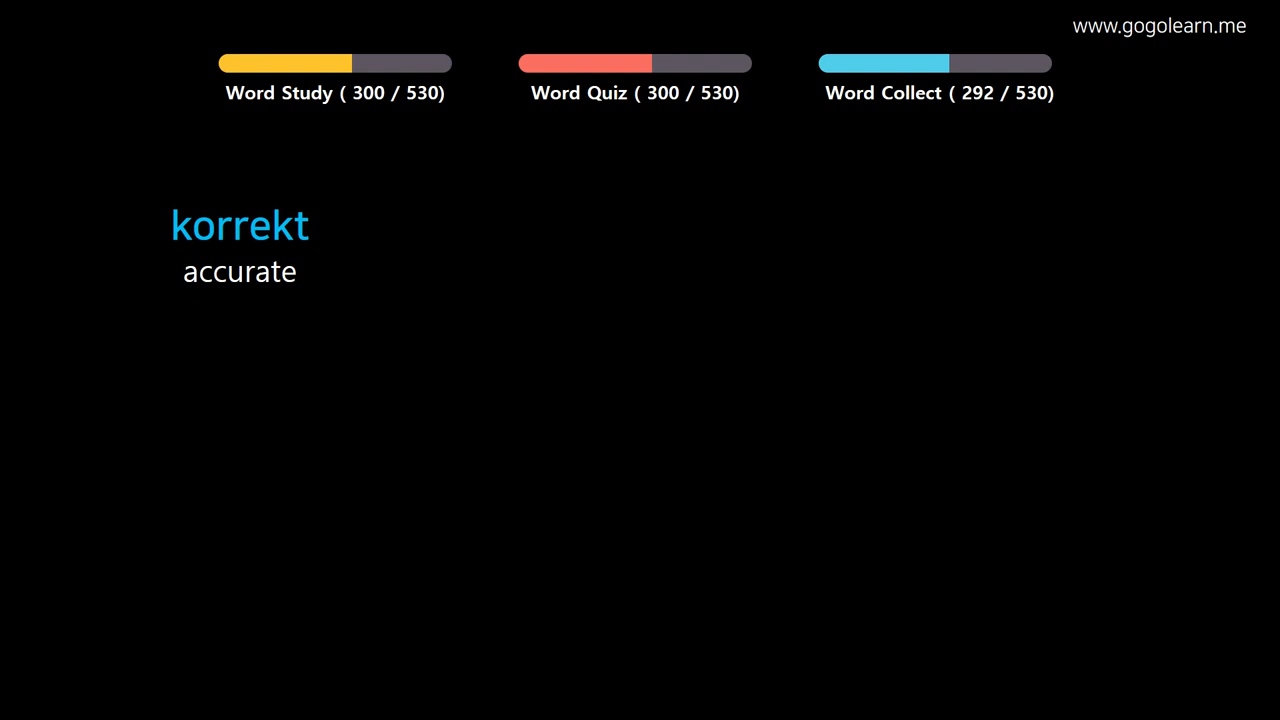 www.gogolearn.me
Word Study ( 300 / 530)
Word Quiz ( 300 / 530)
Word Collect ( 292 / 530)
korrekt
accurate